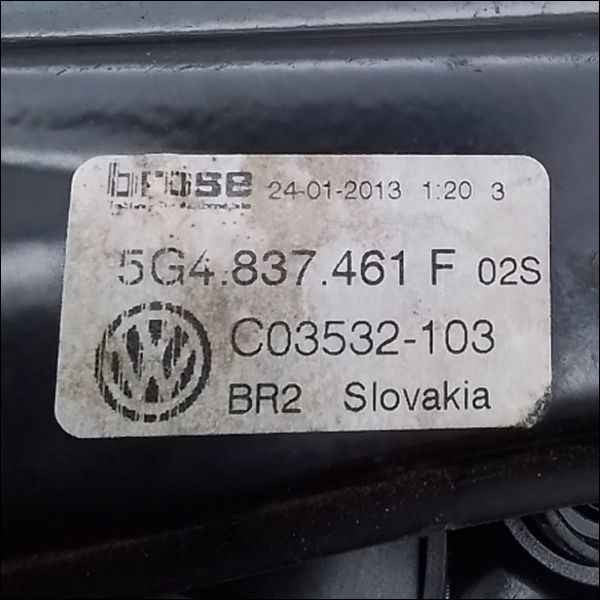 brose 24-01-2013 1:20 3
5G4.837.461 F 02S
C03532-103
BR2 Slovakia